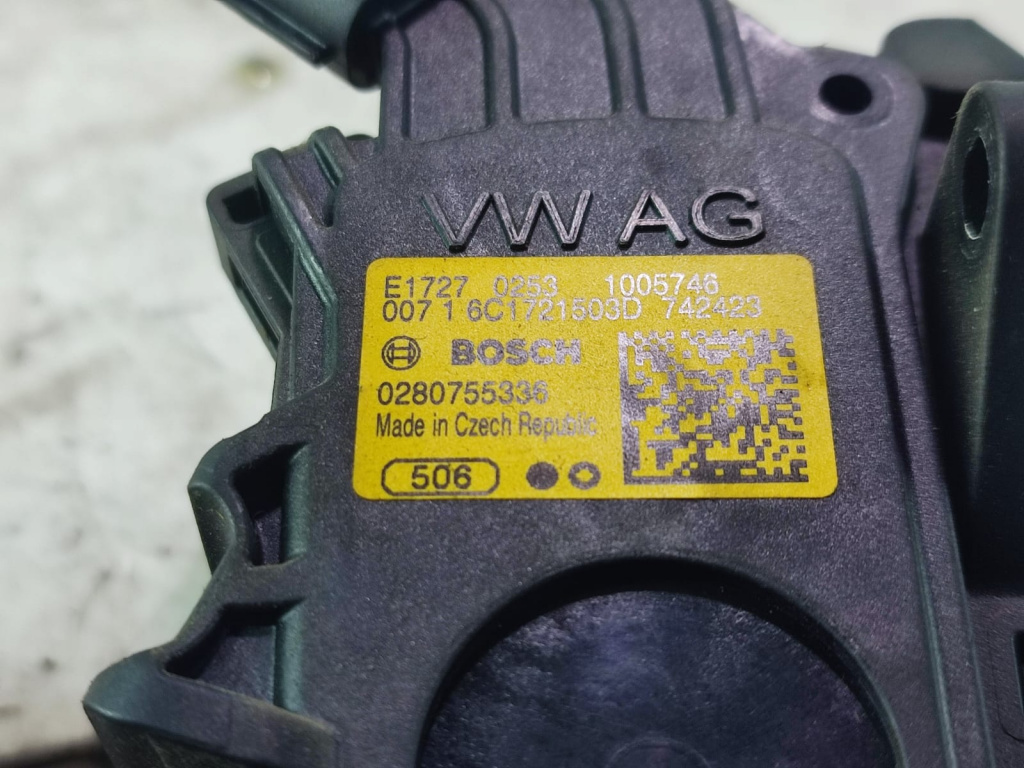 VW AG
E1727 0253 1005746
007 1 6C1721503D 742423
BOSCH
0280755336
Made in Czech Republic
506